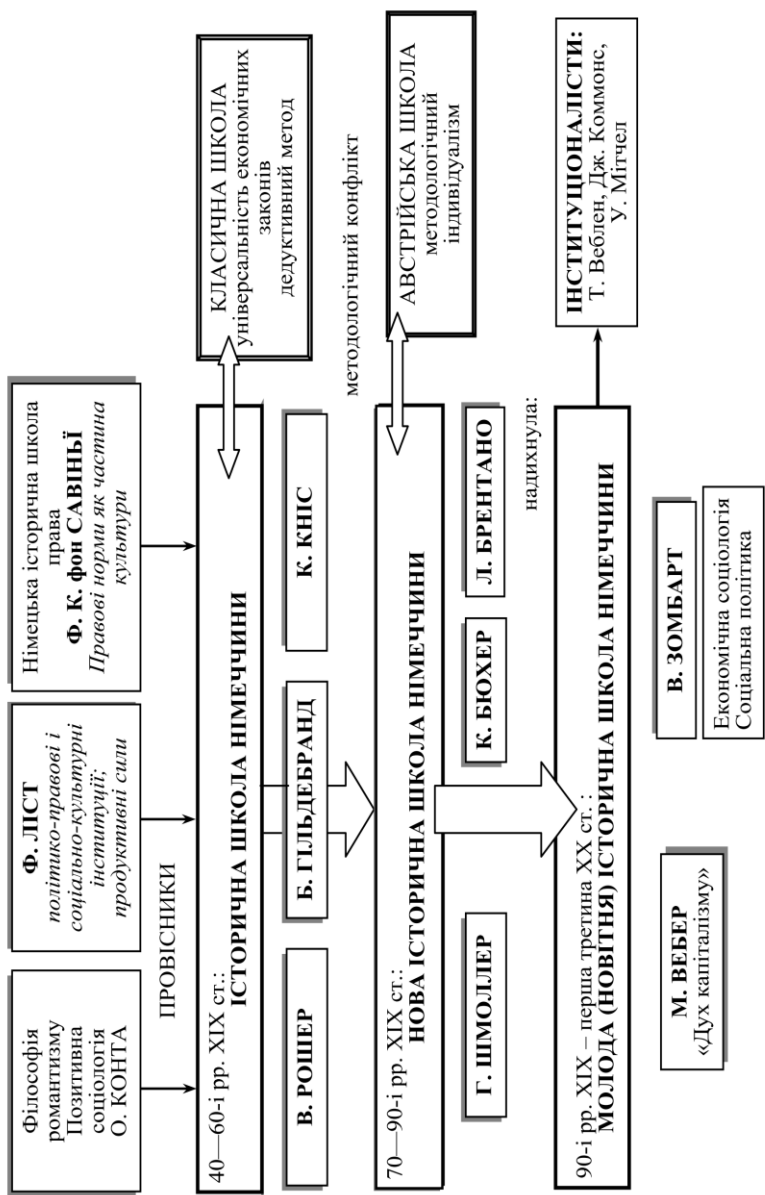 Філософія
романтизму
Позитивна
соціологія
О. КОНТА
Ф. ЛІСТ
політико-правові і
соціально-культурні
інституції;
продуктивні сили
Німецька історична школа
права
Ф. К. фон САВІНЬЇ
Правові норми як частина
культури
ПРОВІСНИКИ
40—60-і рр. ХІХ ст.:
ІСТОРИЧНА ШКОЛА НІМЕЧЧИНИ
КЛАСИЧНА ШКОЛА
універсальність економічних
законів
дедуктивний метод
В. РОШЕР
Б. ГІЛЬДЕБРАНД
К. КНІС
методологічний конфлікт
70—90-і рр. ХІХ ст.:
НОВА ІСТОРИЧНА ШКОЛА НІМЕЧЧИНИ
АВСТРІЙСЬКА ШКОЛА
методологічний
індивідуалізм
Г. ШМОЛЛЕР
К. БЮХЕР
Л. БРЕНТАНО
надихнула:
90-і рр. ХІХ – перша третина ХХ ст.:
МОЛОДА (НОВІТНЯ) ІСТОРИЧНА ШКОЛА НІМЕЧЧИНИ
ІНСТИТУЦІОНАЛІСТИ:
Т. Веблен, Дж. Коммонс,
У. Мітчел
М. ВЕБЕР
«Дух капіталізму»
В. ЗОМБАРТ
Економічна соціологія
Соціальна політика